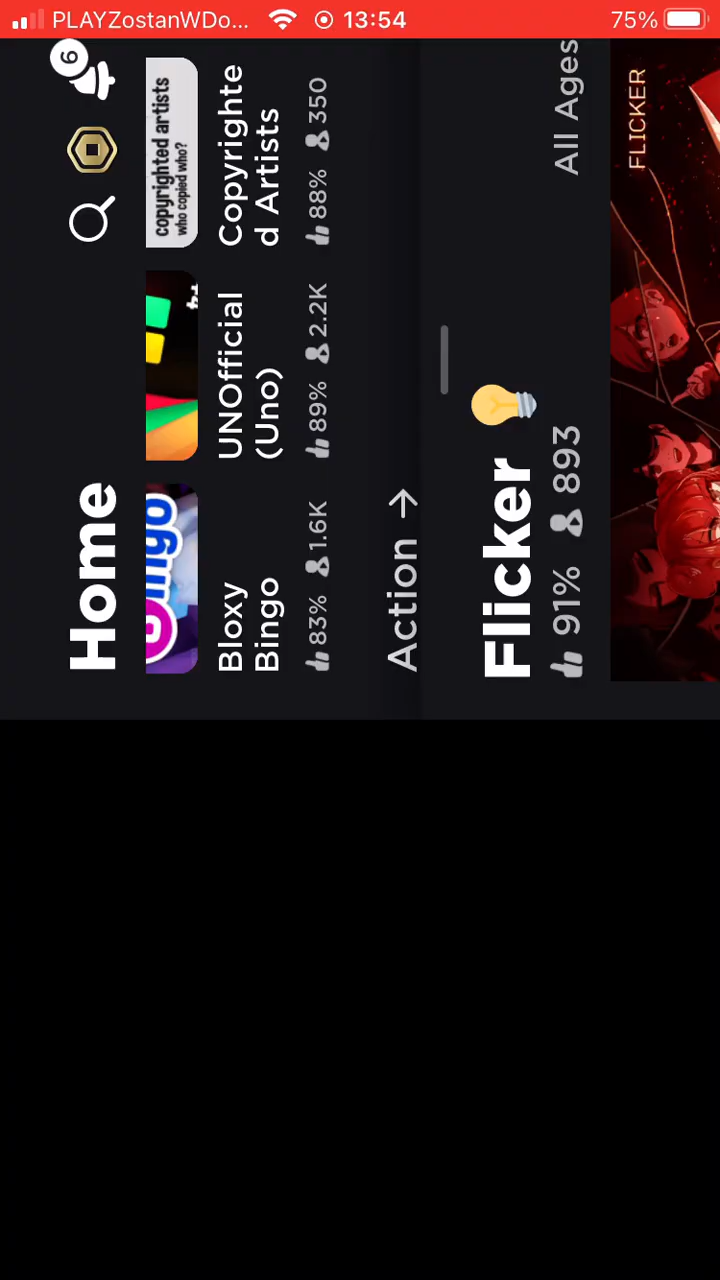 PLAYZostanWDo... 13:54 75%
Home
6
copyrighted artists
who copied who?
Bloxy
Bingo
83% 1.6K
UNOfficial
(Uno)
89% 2.2K
Copyrighte
d Artists
88% 350
Action →
Flicker 💡
91% 893
All Ages
FLICKER